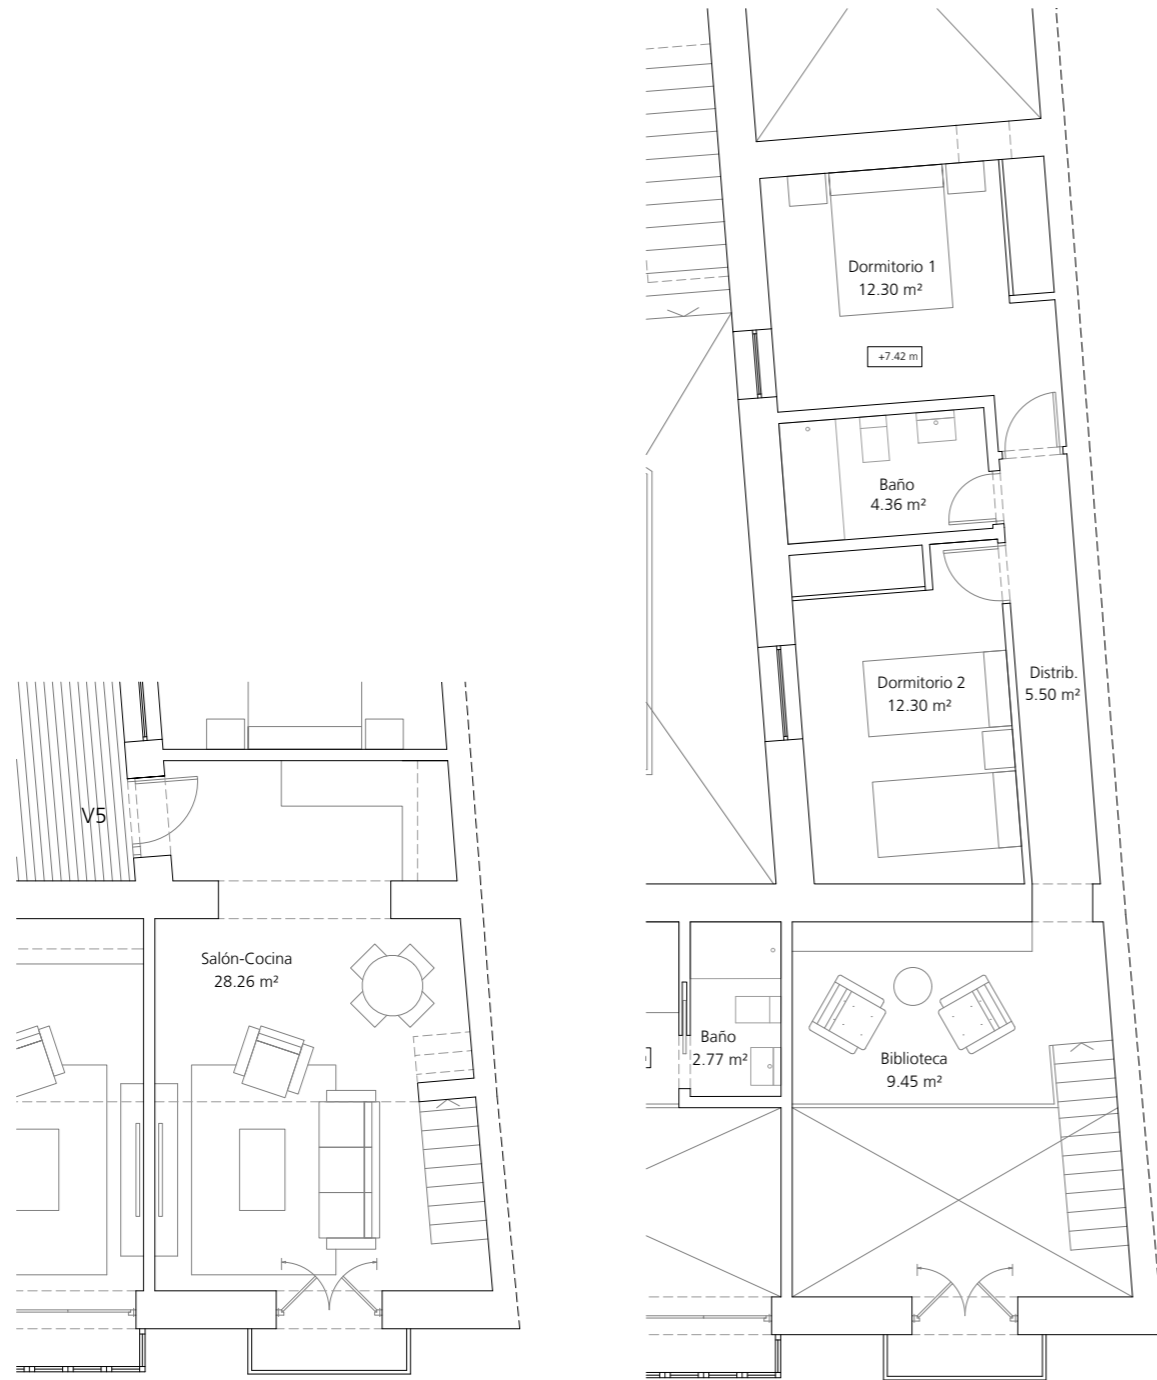 V5
Salón-Cocina
28.26 m²
Dormitorio 1
12.30 m²
+7.42 m
Baño
4.36 m²
Dormitorio 2
12.30 m²
Distrib.
5.50 m²
Baño
2.77 m²
Biblioteca
9.45 m²